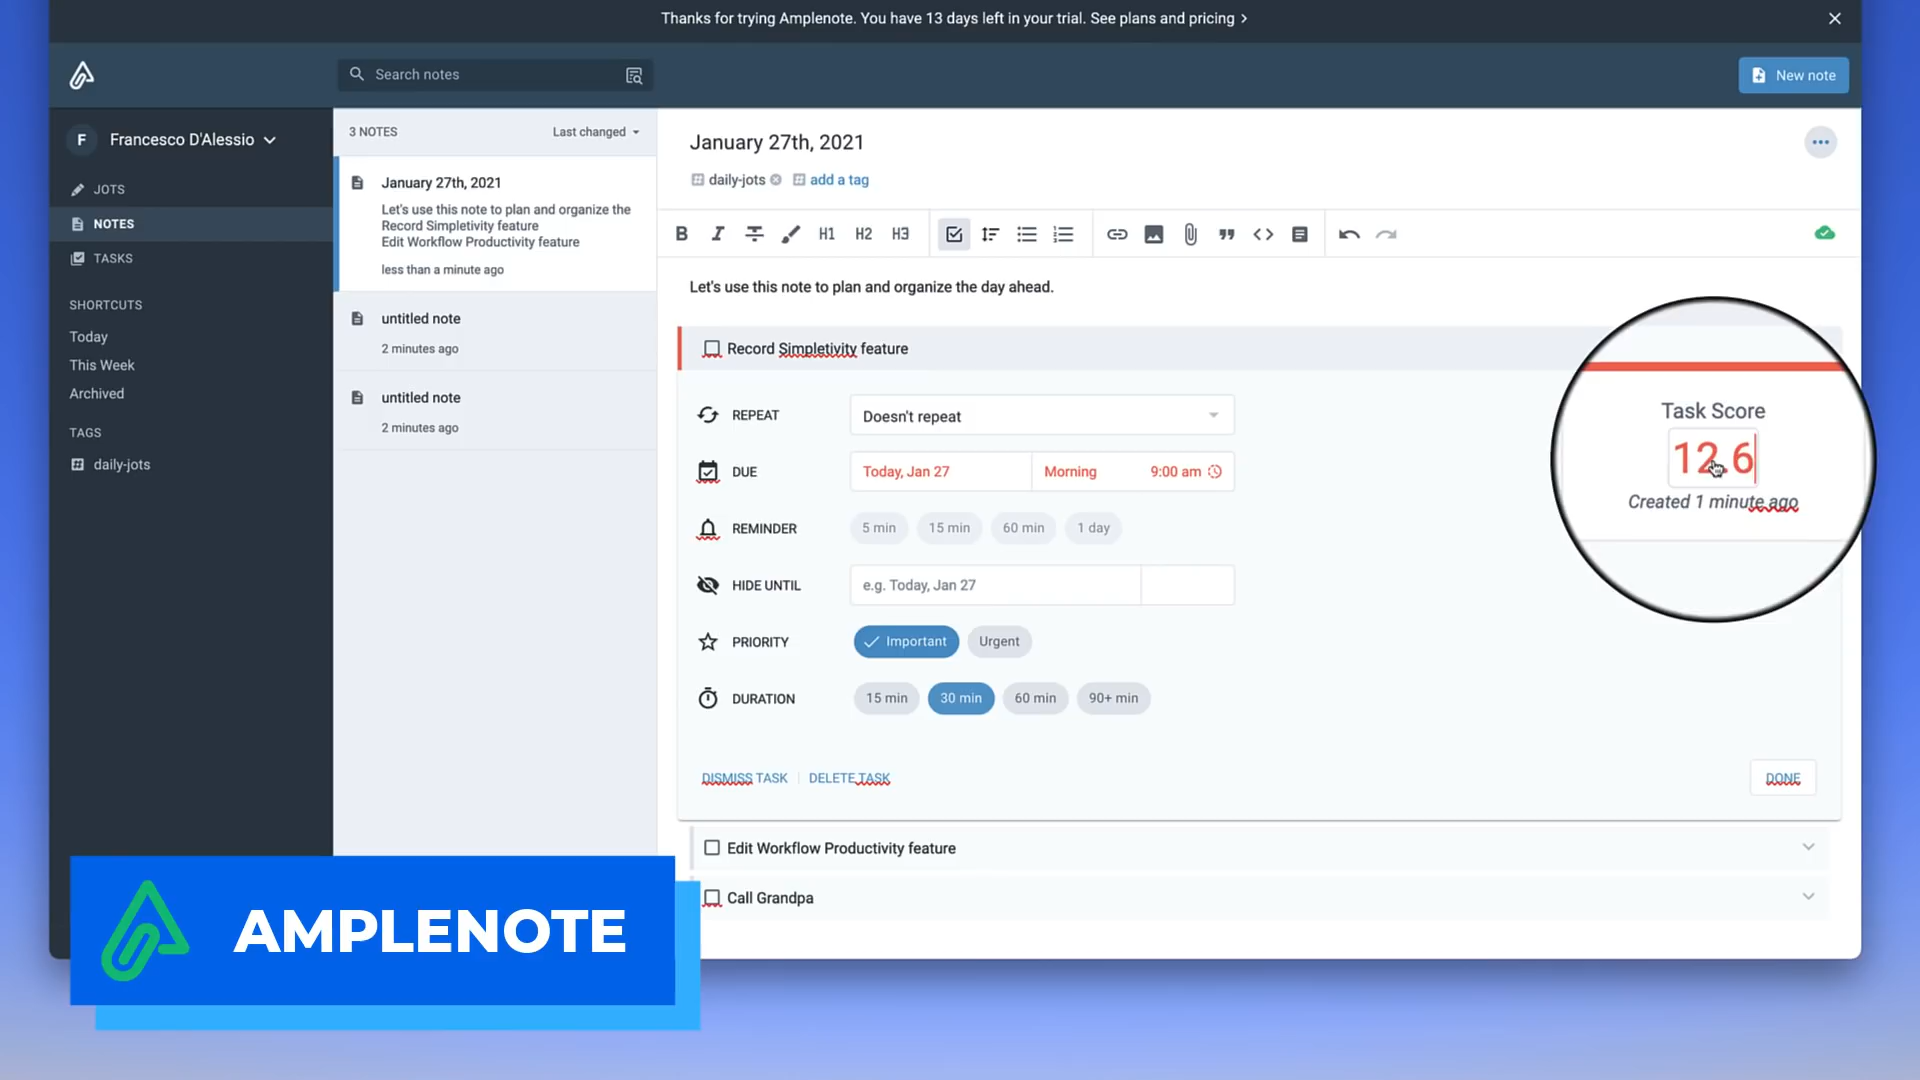 Thanks for trying Amplenote. You have 13 days left in your trial. See plans and pricing >
Search notes
New note
F Francesco D'Alessio
JOTS
NOTES
TASKS
SHORTCUTS
Today
This Week
Archived
TAGS
daily-jots
3 NOTES Last changed
January 27th, 2021
Let's use this note to plan and organize the
Record Simpletivity feature
Edit Workflow Productivity feature
less than a minute ago
untitled note
2 minutes ago
untitled note
2 minutes ago
January 27th, 2021
daily-jots add a tag
B I H1 H2 H3
Let's use this note to plan and organize the day ahead.
Record Simpletivity feature
REPEAT Doesn't repeat
DUE Today, Jan 27 Morning 9:00 am
REMINDER 5 min 15 min 60 min 1 day
HIDE UNTIL e.g. Today, Jan 27
PRIORITY Important Urgent
DURATION 15 min 30 min 60 min 90+ min
Task Score
12.6
Created 1 minute ago
DISMISS TASK DELETE TASK
DONE
Edit Workflow Productivity feature
Call Grandpa
AMPLENOTE